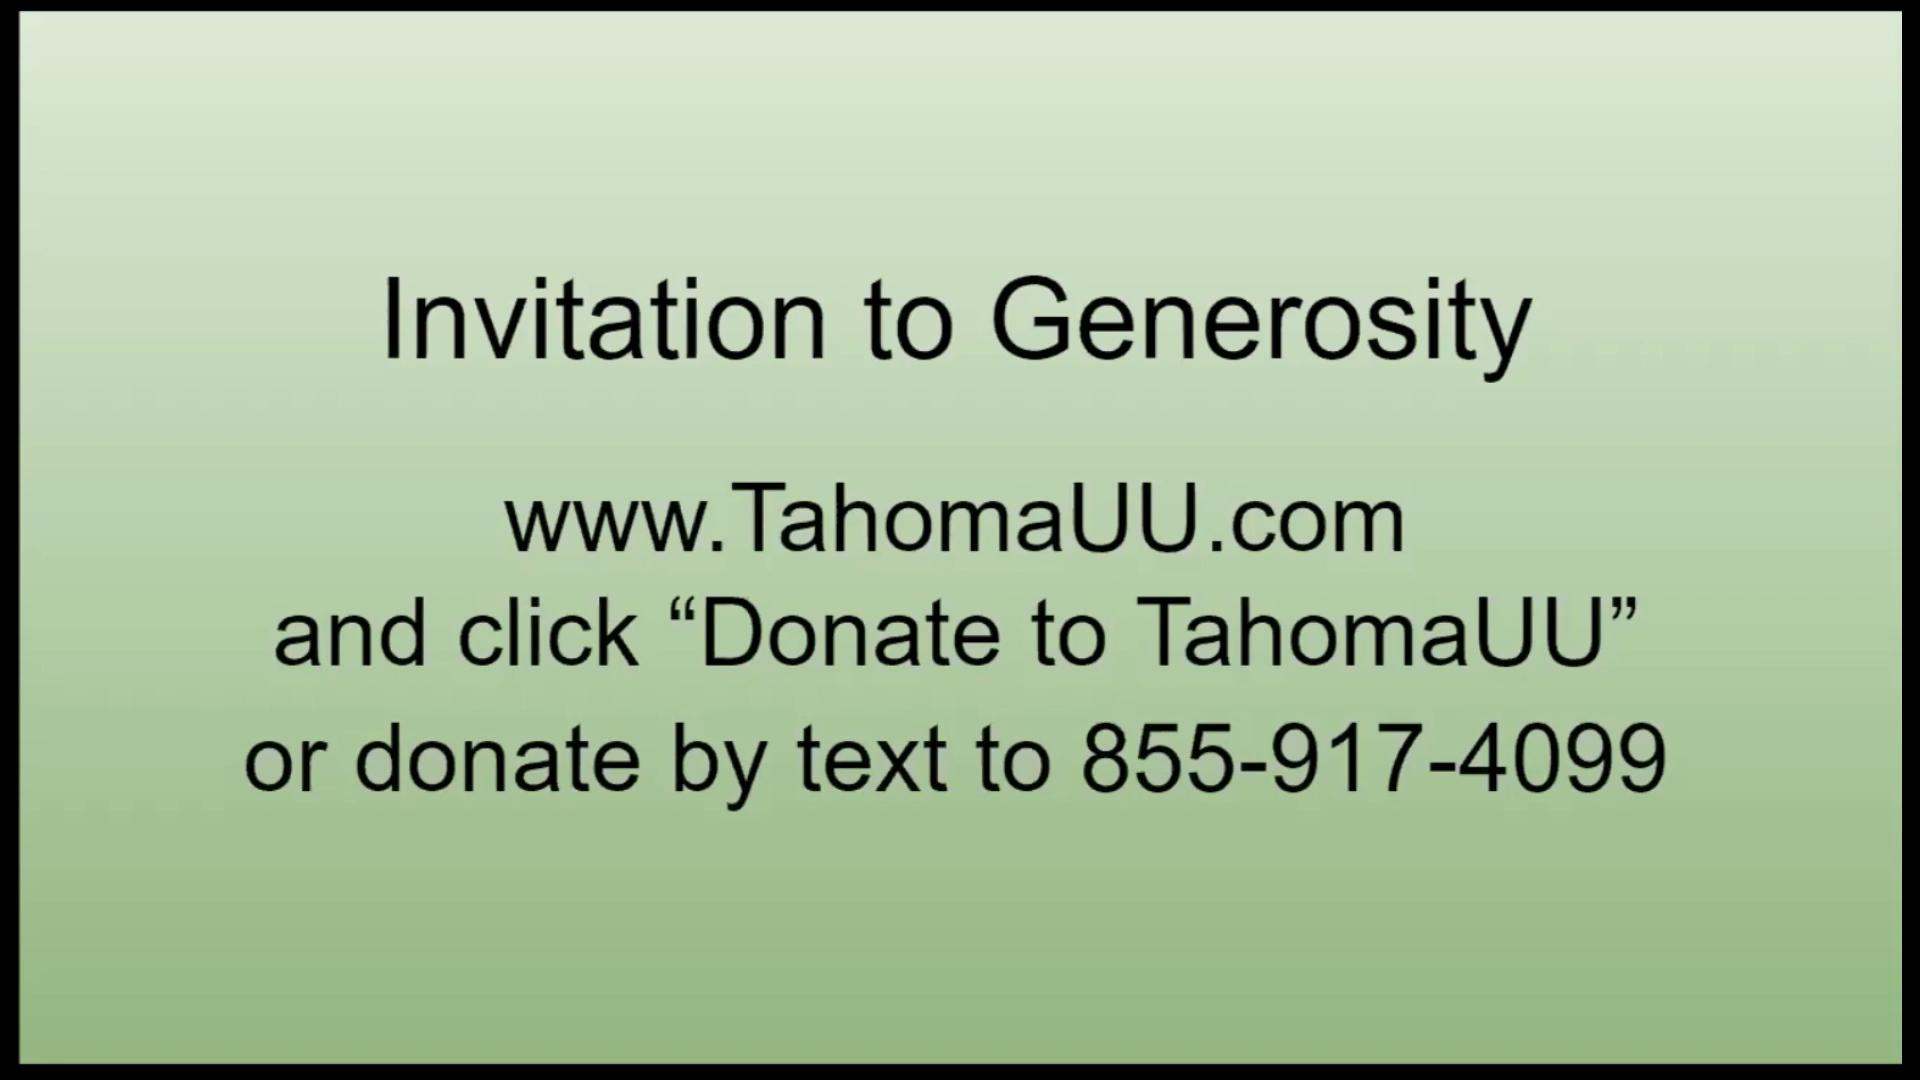 Invitation to Generosity
www.TahomaUU.com
and click “Donate to TahomaUU”
or donate by text to 855-917-4099